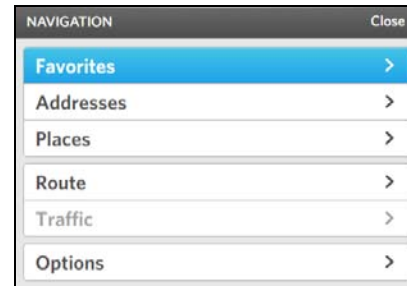 NAVIGATION Close
Favorites
Addresses
Places
Route
Traffic
Options